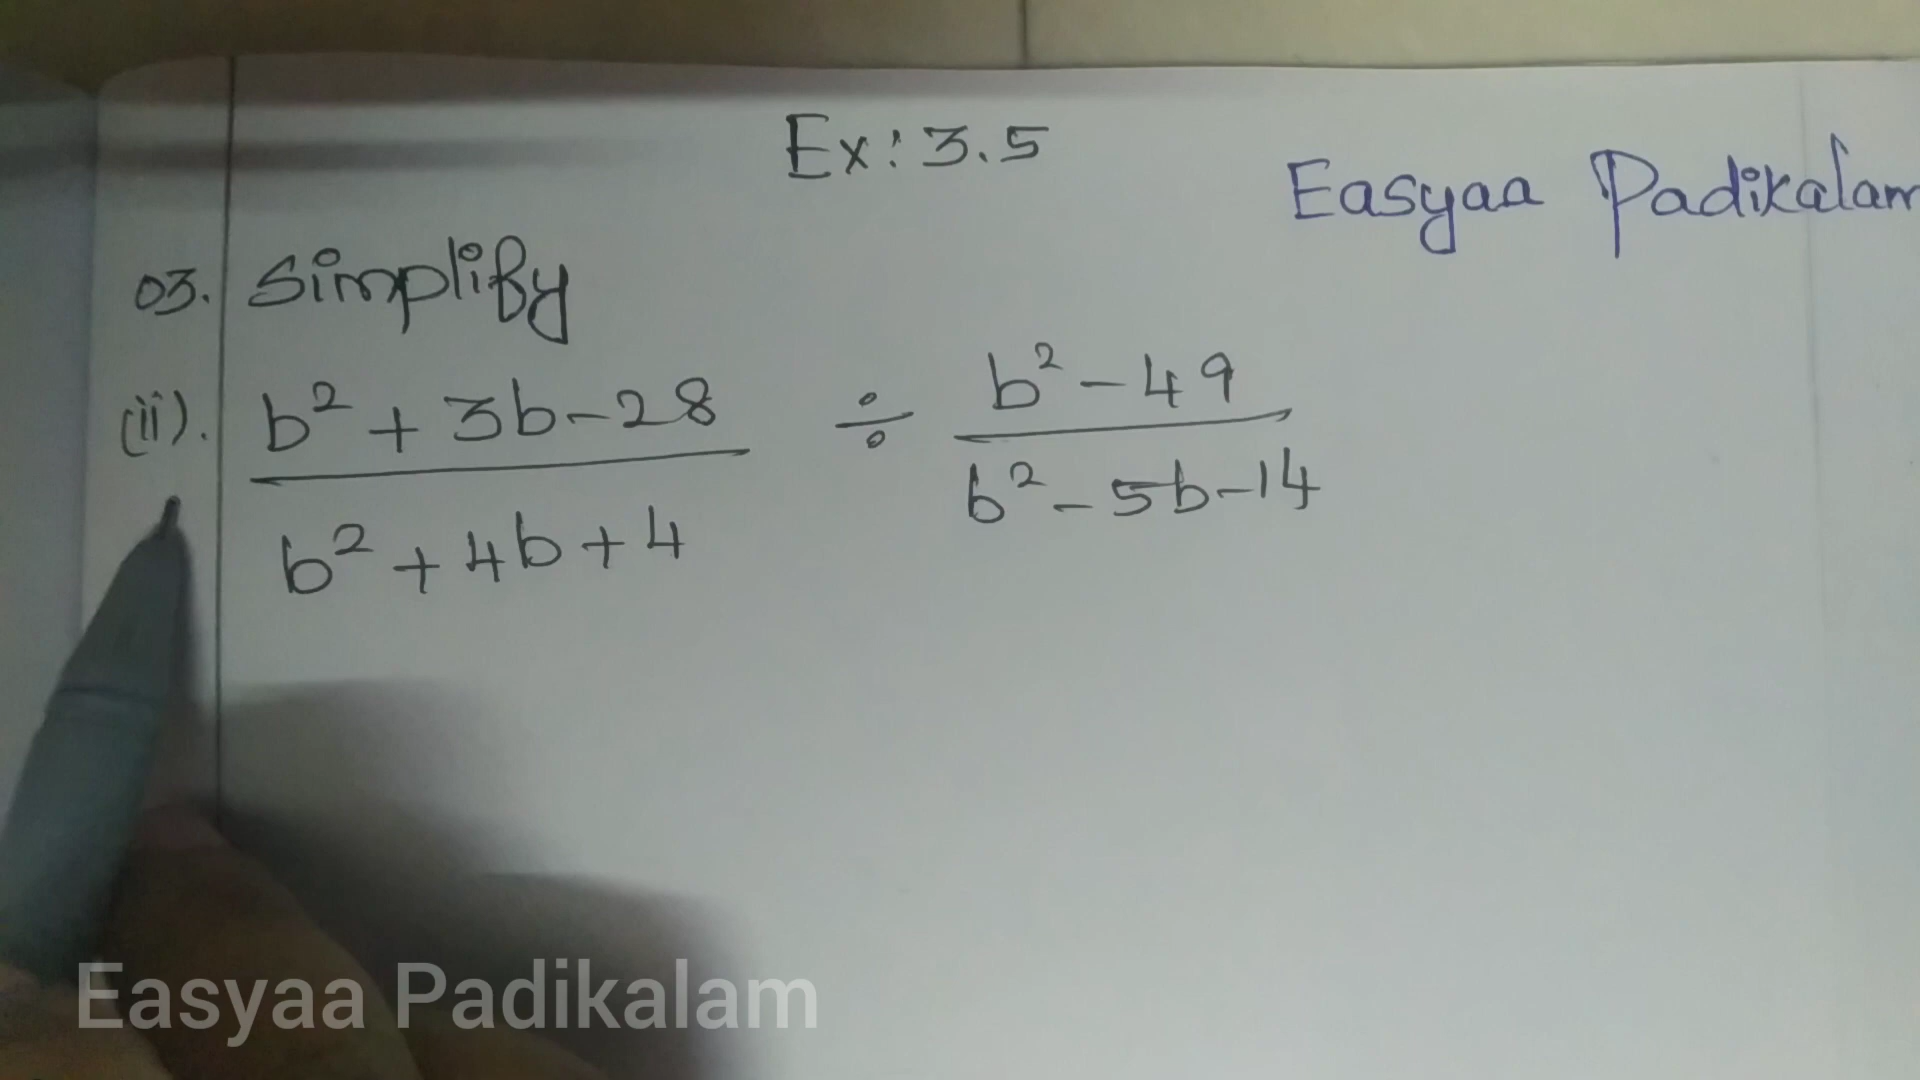 Ex: 3.5
Easyaa Padikalam
03. Simplify
(ii). b² + 3b - 28 ÷ b² - 49
b² + 4b + 4 b² - 5b - 14
Easyaa Padikalam